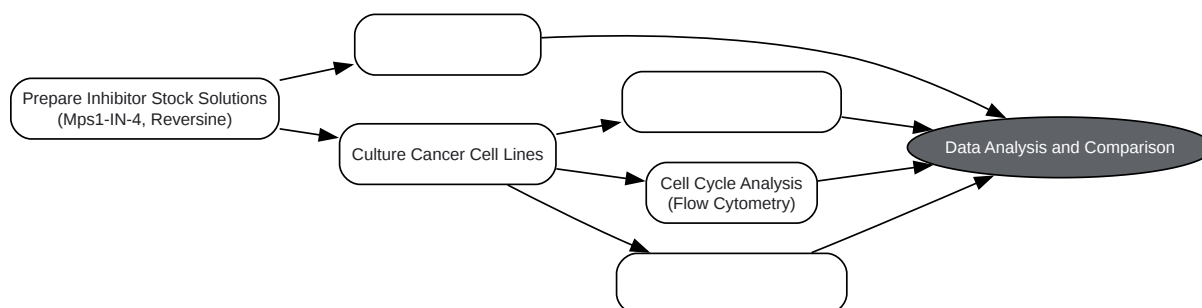 Prepare Inhibitor Stock Solutions
(Mps1-IN-4, Reversine)
Culture Cancer Cell Lines
Cell Cycle Analysis
(Flow Cytometry)
Data Analysis and Comparison